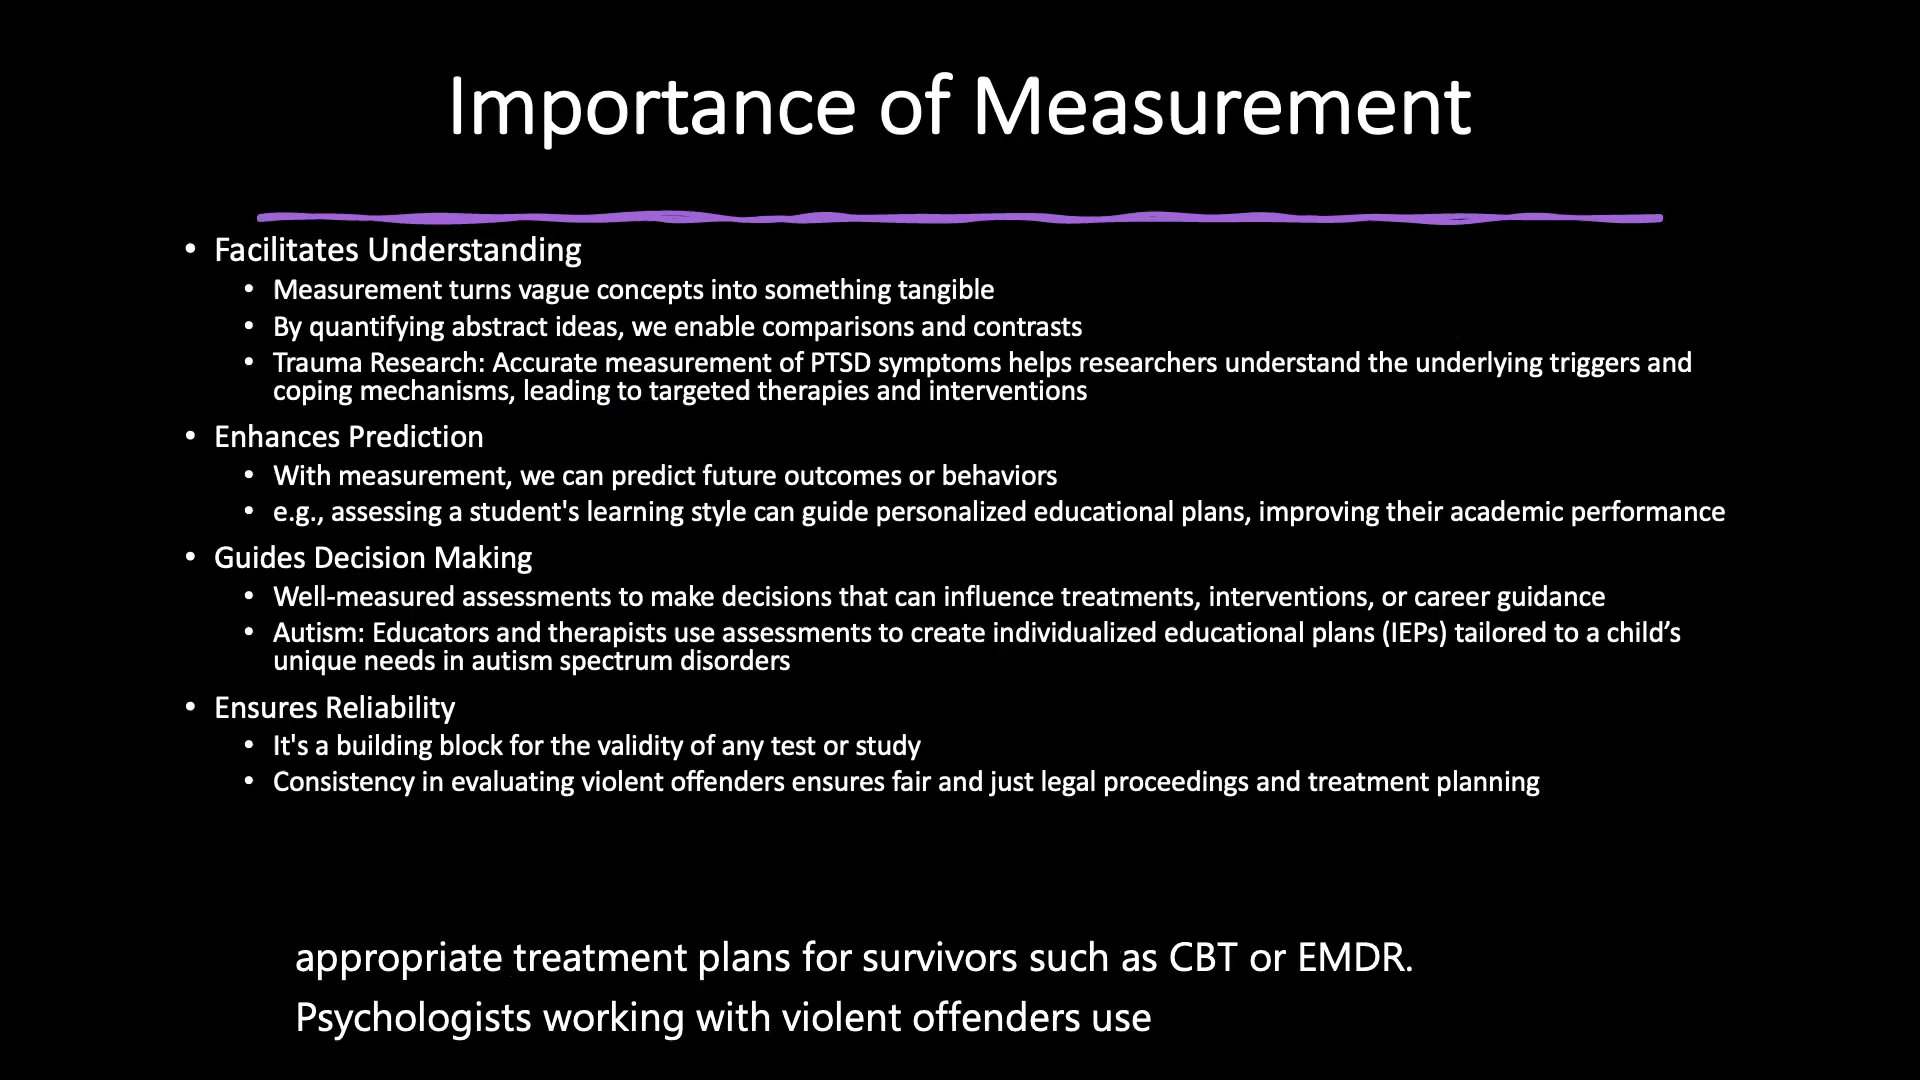 Importance of Measurement
• Facilitates Understanding
• Measurement turns vague concepts into something tangible
• By quantifying abstract ideas, we enable comparisons and contrasts
• Trauma Research: Accurate measurement of PTSD symptoms helps researchers understand the underlying triggers and
coping mechanisms, leading to targeted therapies and interventions
• Enhances Prediction
• With measurement, we can predict future outcomes or behaviors
• e.g., assessing a student's learning style can guide personalized educational plans, improving their academic performance
• Guides Decision Making
• Well-measured assessments to make decisions that can influence treatments, interventions, or career guidance
• Autism: Educators and therapists use assessments to create individualized educational plans (IEPs) tailored to a child’s
unique needs in autism spectrum disorders
• Ensures Reliability
• It's a building block for the validity of any test or study
• Consistency in evaluating violent offenders ensures fair and just legal proceedings and treatment planning
appropriate treatment plans for survivors such as CBT or EMDR.
Psychologists working with violent offenders use